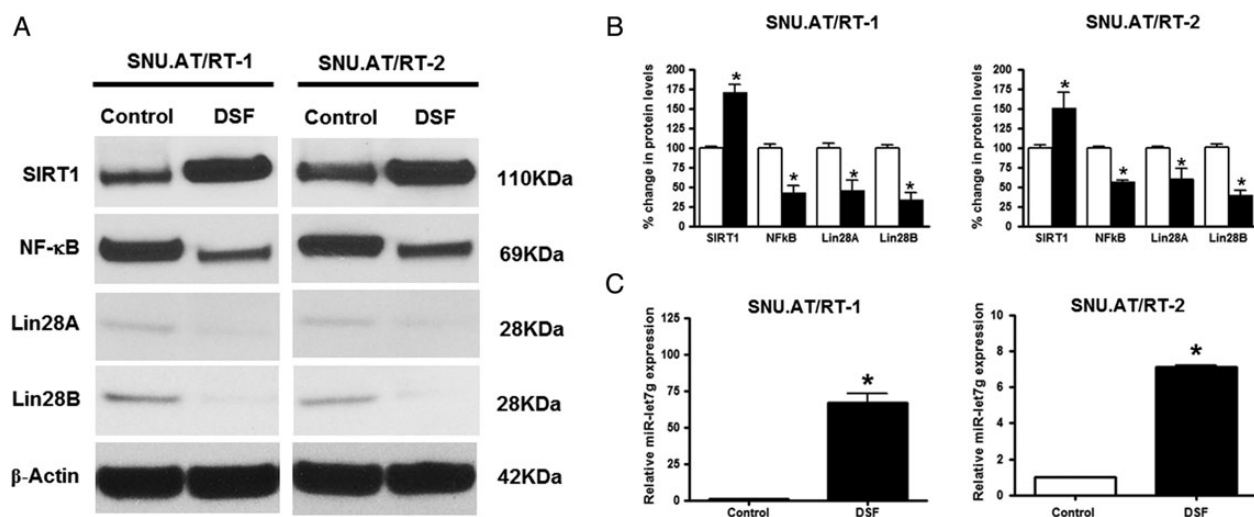 A
SNU.AT/RT-1 SNU.AT/RT-2
Control DSF Control DSF
SIRT1 110KDa
NF-κB 69KDa
Lin28A 28KDa
Lin28B 28KDa
β-Actin 42KDa
B
SNU.AT/RT-1
% change in protein levels
200
175
150
125
100
75
50
25
0
* * * *
SIRT1 NFkB Lin28A Lin28B
SNU.AT/RT-2
% change in protein levels
200
175
150
125
100
75
50
25
0
* * * *
SIRT1 NFkB Lin28A Lin28B
C
SNU.AT/RT-1
Relative miR-let7g expression
125
100
75
50
25
0
*
Control DSF
SNU.AT/RT-2
Relative miR-let7g expression
10
8
6
4
2
0
*
Control DSF